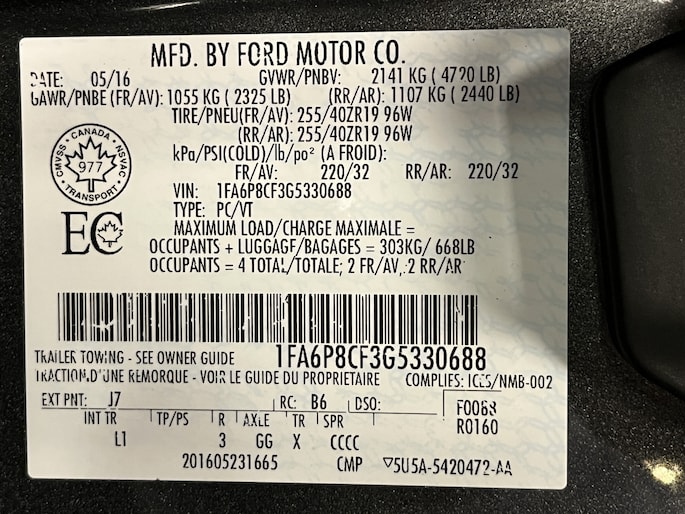 MFD. BY FORD MOTOR CO.
DATE: 05/16 GVWR/PNBV: 2141 KG ( 4720 LB)
GAWR/PNBE (FR/AV): 1055 KG ( 2325 LB) (RR/AR): 1107 KG ( 2440 LB)
TIRE/PNEU(FR/AV): 255/40ZR19 96W
(RR/AR): 255/40ZR19 96W
kPa/PSI(COLD)/lb/po² (A FROID):
FR/AV: 220/32 RR/AR: 220/32
CMVSS · CANADA · NSVAC
977
· TRANSPORT ·
VIN: 1FA6P8CF3G5330688
TYPE: PC/VT
EC
MAXIMUM LOAD/CHARGE MAXIMALE =
OCCUPANTS + LUGGAGE/BAGAGES = 303KG/ 668LB
OCCUPANTS = 4 TOTAL/TOTALE; 2 FR/AV, 2 RR/AR
TRAILER TOWING - SEE OWNER GUIDE 1FA6P8CF3G5330688
TRACTION D'UNE REMORQUE - VOIR LE GUIDE DU PROPRIETAIRE COMPLIES: ICES/NMB-002
EXT PNT: J7 RC: B6 DSO: F0068
INT TR TP/PS R AXLE TR SPR R0160
L1 3 GG X CCCC
201605231665 CMP ▽5U5A-5420472-AA